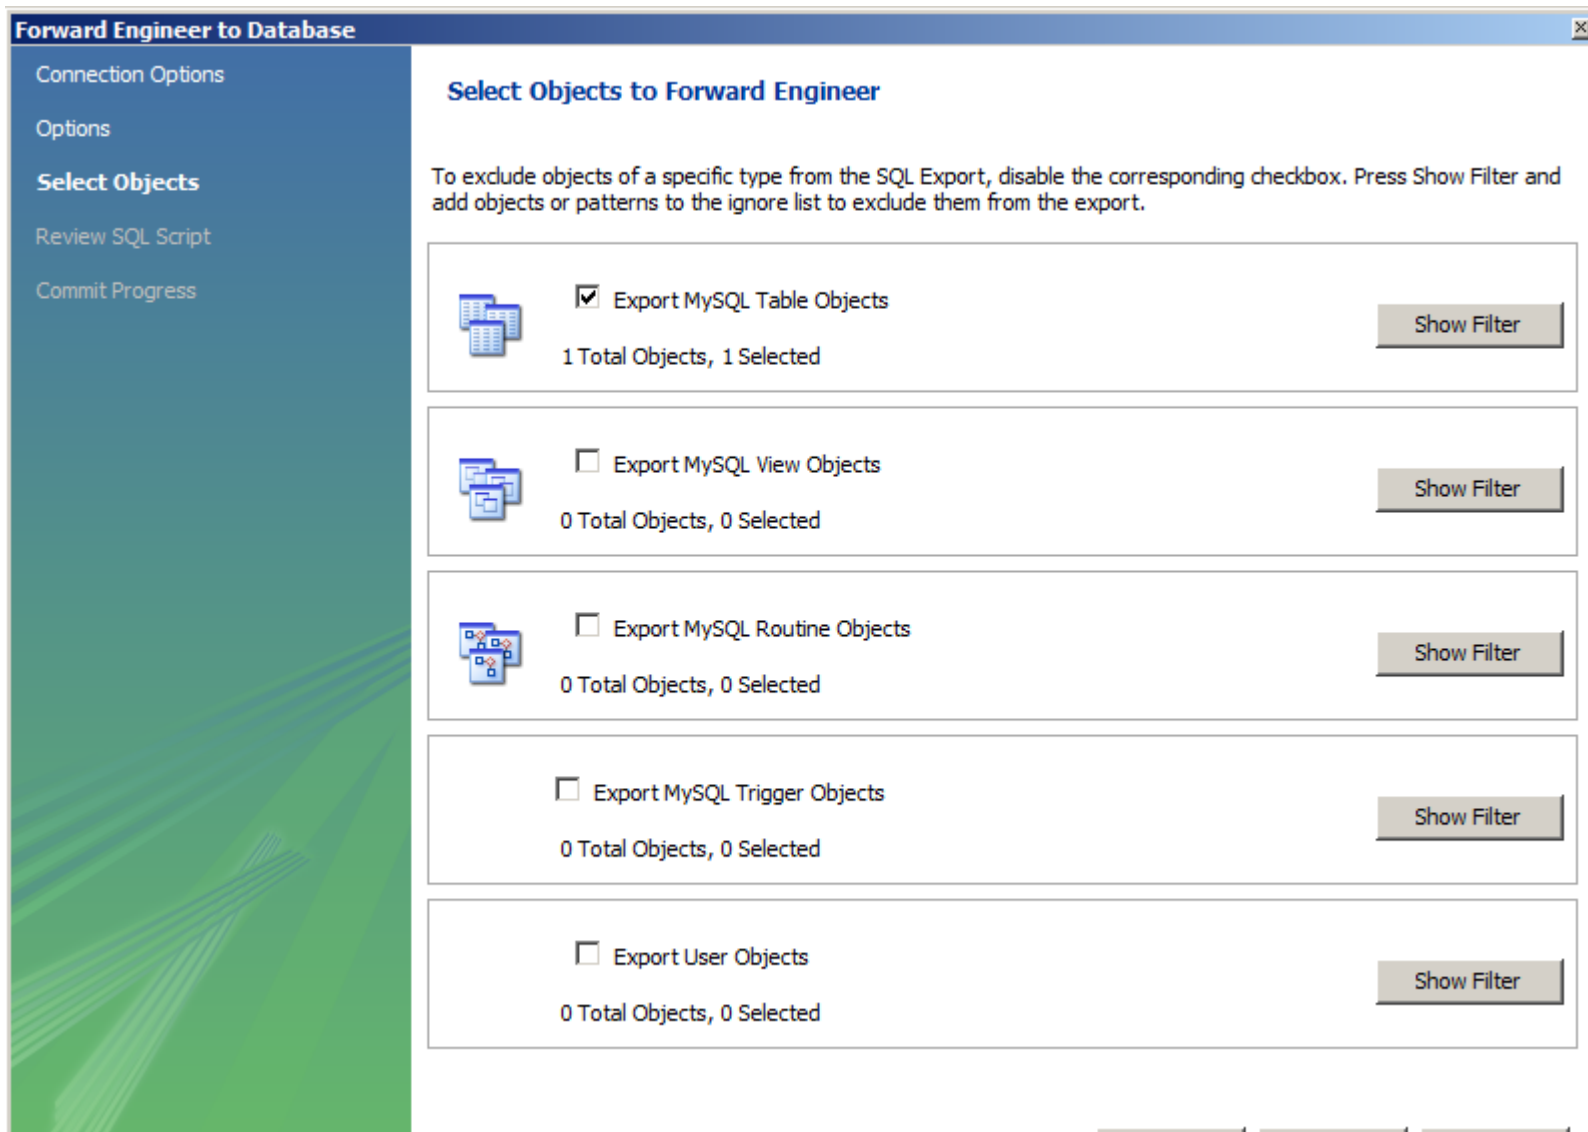 Forward Engineer to Database
Connection Options
Options
Select Objects
Review SQL Script
Commit Progress
Select Objects to Forward Engineer
To exclude objects of a specific type from the SQL Export, disable the corresponding checkbox. Press Show Filter and
add objects or patterns to the ignore list to exclude them from the export.
Export MySQL Table Objects
Show Filter
1 Total Objects, 1 Selected
Export MySQL View Objects
Show Filter
0 Total Objects, 0 Selected
Export MySQL Routine Objects
Show Filter
0 Total Objects, 0 Selected
Export MySQL Trigger Objects
Show Filter
0 Total Objects, 0 Selected
Export User Objects
Show Filter
0 Total Objects, 0 Selected